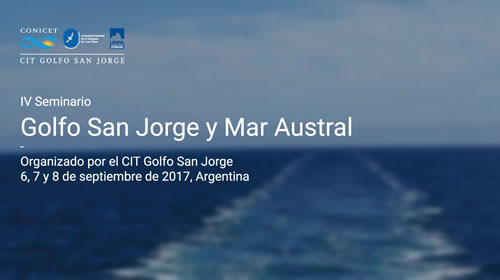 CONICET
CIT GOLFO SAN JORGE
IV Seminario
Golfo San Jorge y Mar Austral
-
Organizado por el CIT Golfo San Jorge
6, 7 y 8 de septiembre de 2017, Argentina